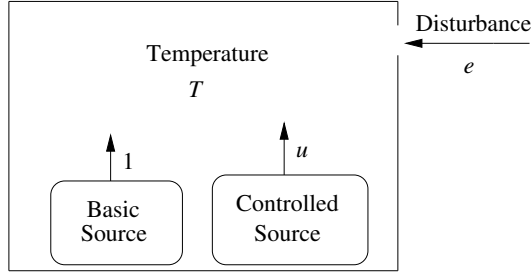 Disturbance
e
Temperature
T
1
u
Basic
Source
Controlled
Source